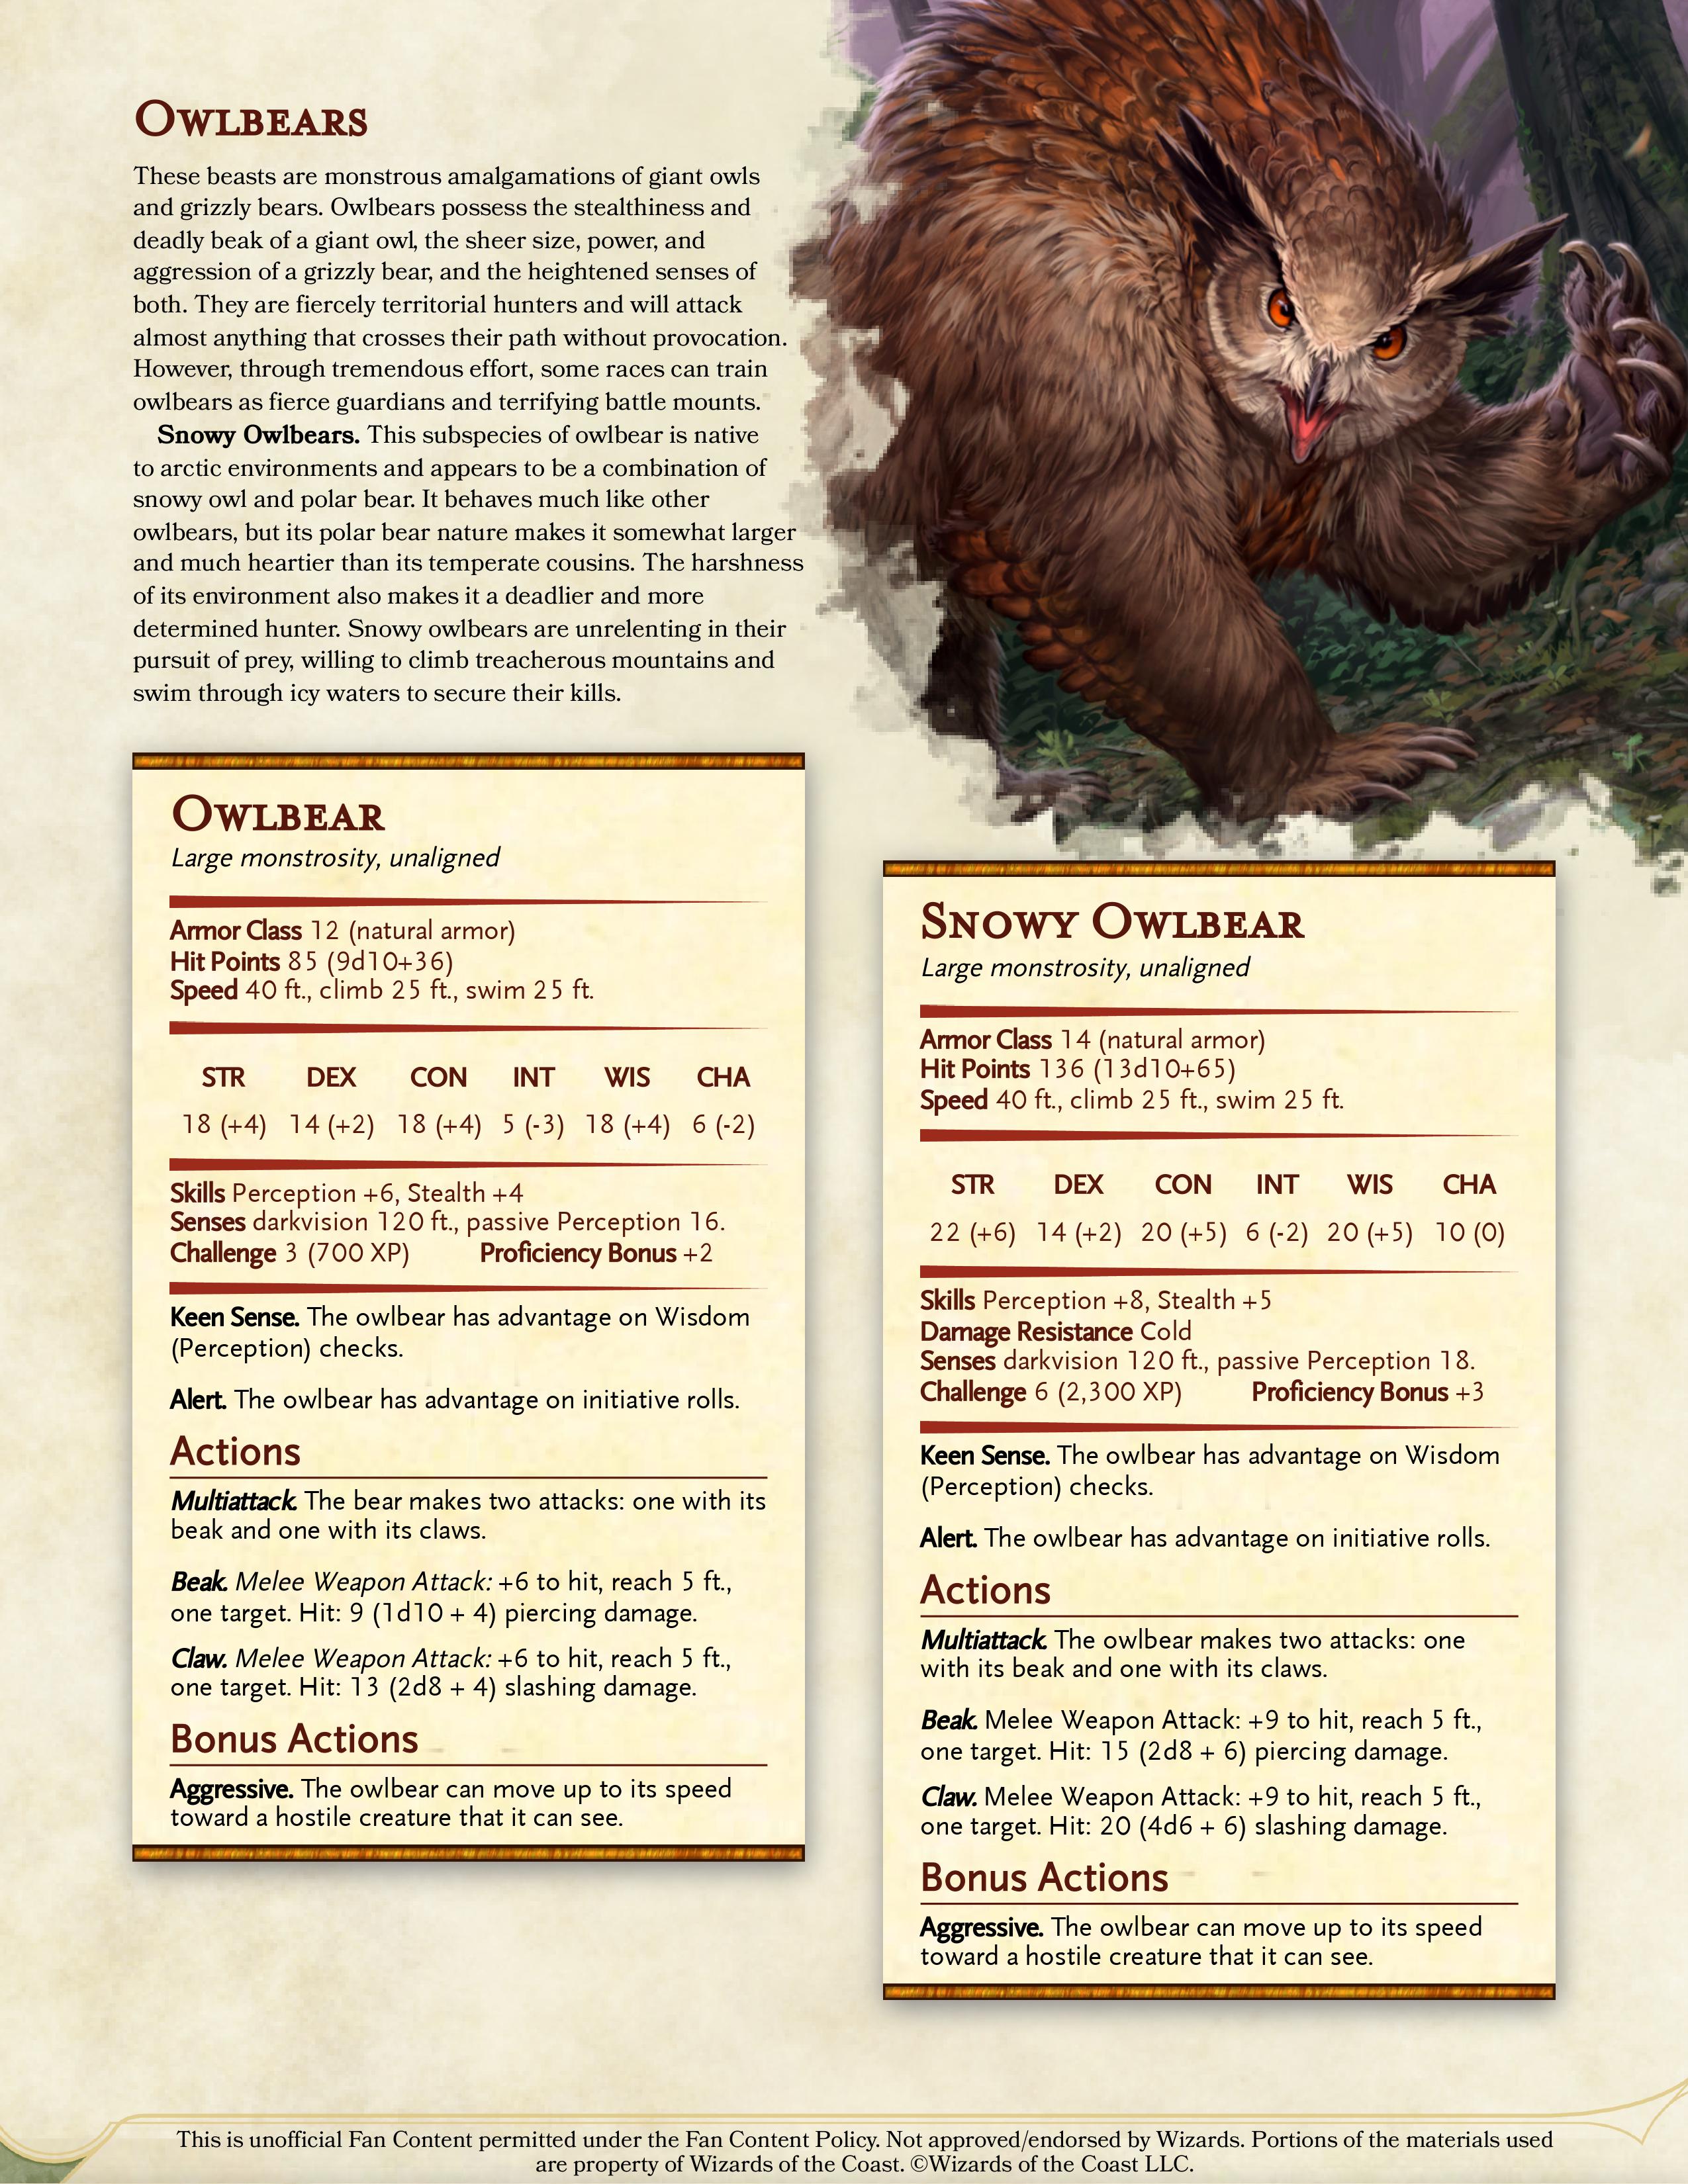 Owlbears
These beasts are monstrous amalgamations of giant owls
and grizzly bears. Owlbears possess the stealthiness and
deadly beak of a giant owl, the sheer size, power, and
aggression of a grizzly bear, and the heightened senses of
both. They are fiercely territorial hunters and will attack
almost anything that crosses their path without provocation.
However, through tremendous effort, some races can train
owlbears as fierce guardians and terrifying battle mounts.
Snowy Owlbears. This subspecies of owlbear is native
to arctic environments and appears to be a combination of
snowy owl and polar bear. It behaves much like other
owlbears, but its polar bear nature makes it somewhat larger
and much heartier than its temperate cousins. The harshness
of its environment also makes it a deadlier and more
determined hunter. Snowy owlbears are unrelenting in their
pursuit of prey, willing to climb treacherous mountains and
swim through icy waters to secure their kills.
Owlbear
Large monstrosity, unaligned
Armor Class 12 (natural armor)
Hit Points 85 (9d10+36)
Speed 40 ft., climb 25 ft., swim 25 ft.
STR DEX CON INT WIS CHA
18 (+4) 14 (+2) 18 (+4) 5 (-3) 18 (+4) 6 (-2)
Skills Perception +6, Stealth +4
Senses darkvision 120 ft., passive Perception 16.
Challenge 3 (700 XP) Proficiency Bonus +2
Keen Sense. The owlbear has advantage on Wisdom
(Perception) checks.
Alert. The owlbear has advantage on initiative rolls.
Actions
Multiattack. The bear makes two attacks: one with its
beak and one with its claws.
Beak. Melee Weapon Attack: +6 to hit, reach 5 ft.,
one target. Hit: 9 (1d10 + 4) piercing damage.
Claw. Melee Weapon Attack: +6 to hit, reach 5 ft.,
one target. Hit: 13 (2d8 + 4) slashing damage.
Bonus Actions
Aggressive. The owlbear can move up to its speed
toward a hostile creature that it can see.
Snowy Owlbear
Large monstrosity, unaligned
Armor Class 14 (natural armor)
Hit Points 136 (13d10+65)
Speed 40 ft., climb 25 ft., swim 25 ft.
STR DEX CON INT WIS CHA
22 (+6) 14 (+2) 20 (+5) 6 (-2) 20 (+5) 10 (0)
Skills Perception +8, Stealth +5
Damage Resistance Cold
Senses darkvision 120 ft., passive Perception 18.
Challenge 6 (2,300 XP) Proficiency Bonus +3
Keen Sense. The owlbear has advantage on Wisdom
(Perception) checks.
Alert. The owlbear has advantage on initiative rolls.
Actions
Multiattack. The owlbear makes two attacks: one
with its beak and one with its claws.
Beak. Melee Weapon Attack: +9 to hit, reach 5 ft.,
one target. Hit: 15 (2d8 + 6) piercing damage.
Claw. Melee Weapon Attack: +9 to hit, reach 5 ft.,
one target. Hit: 20 (4d6 + 6) slashing damage.
Bonus Actions
Aggressive. The owlbear can move up to its speed
toward a hostile creature that it can see.
This is unofficial Fan Content permitted under the Fan Content Policy. Not approved/endorsed by Wizards. Portions of the materials used
are property of Wizards of the Coast. ©Wizards of the Coast LLC.